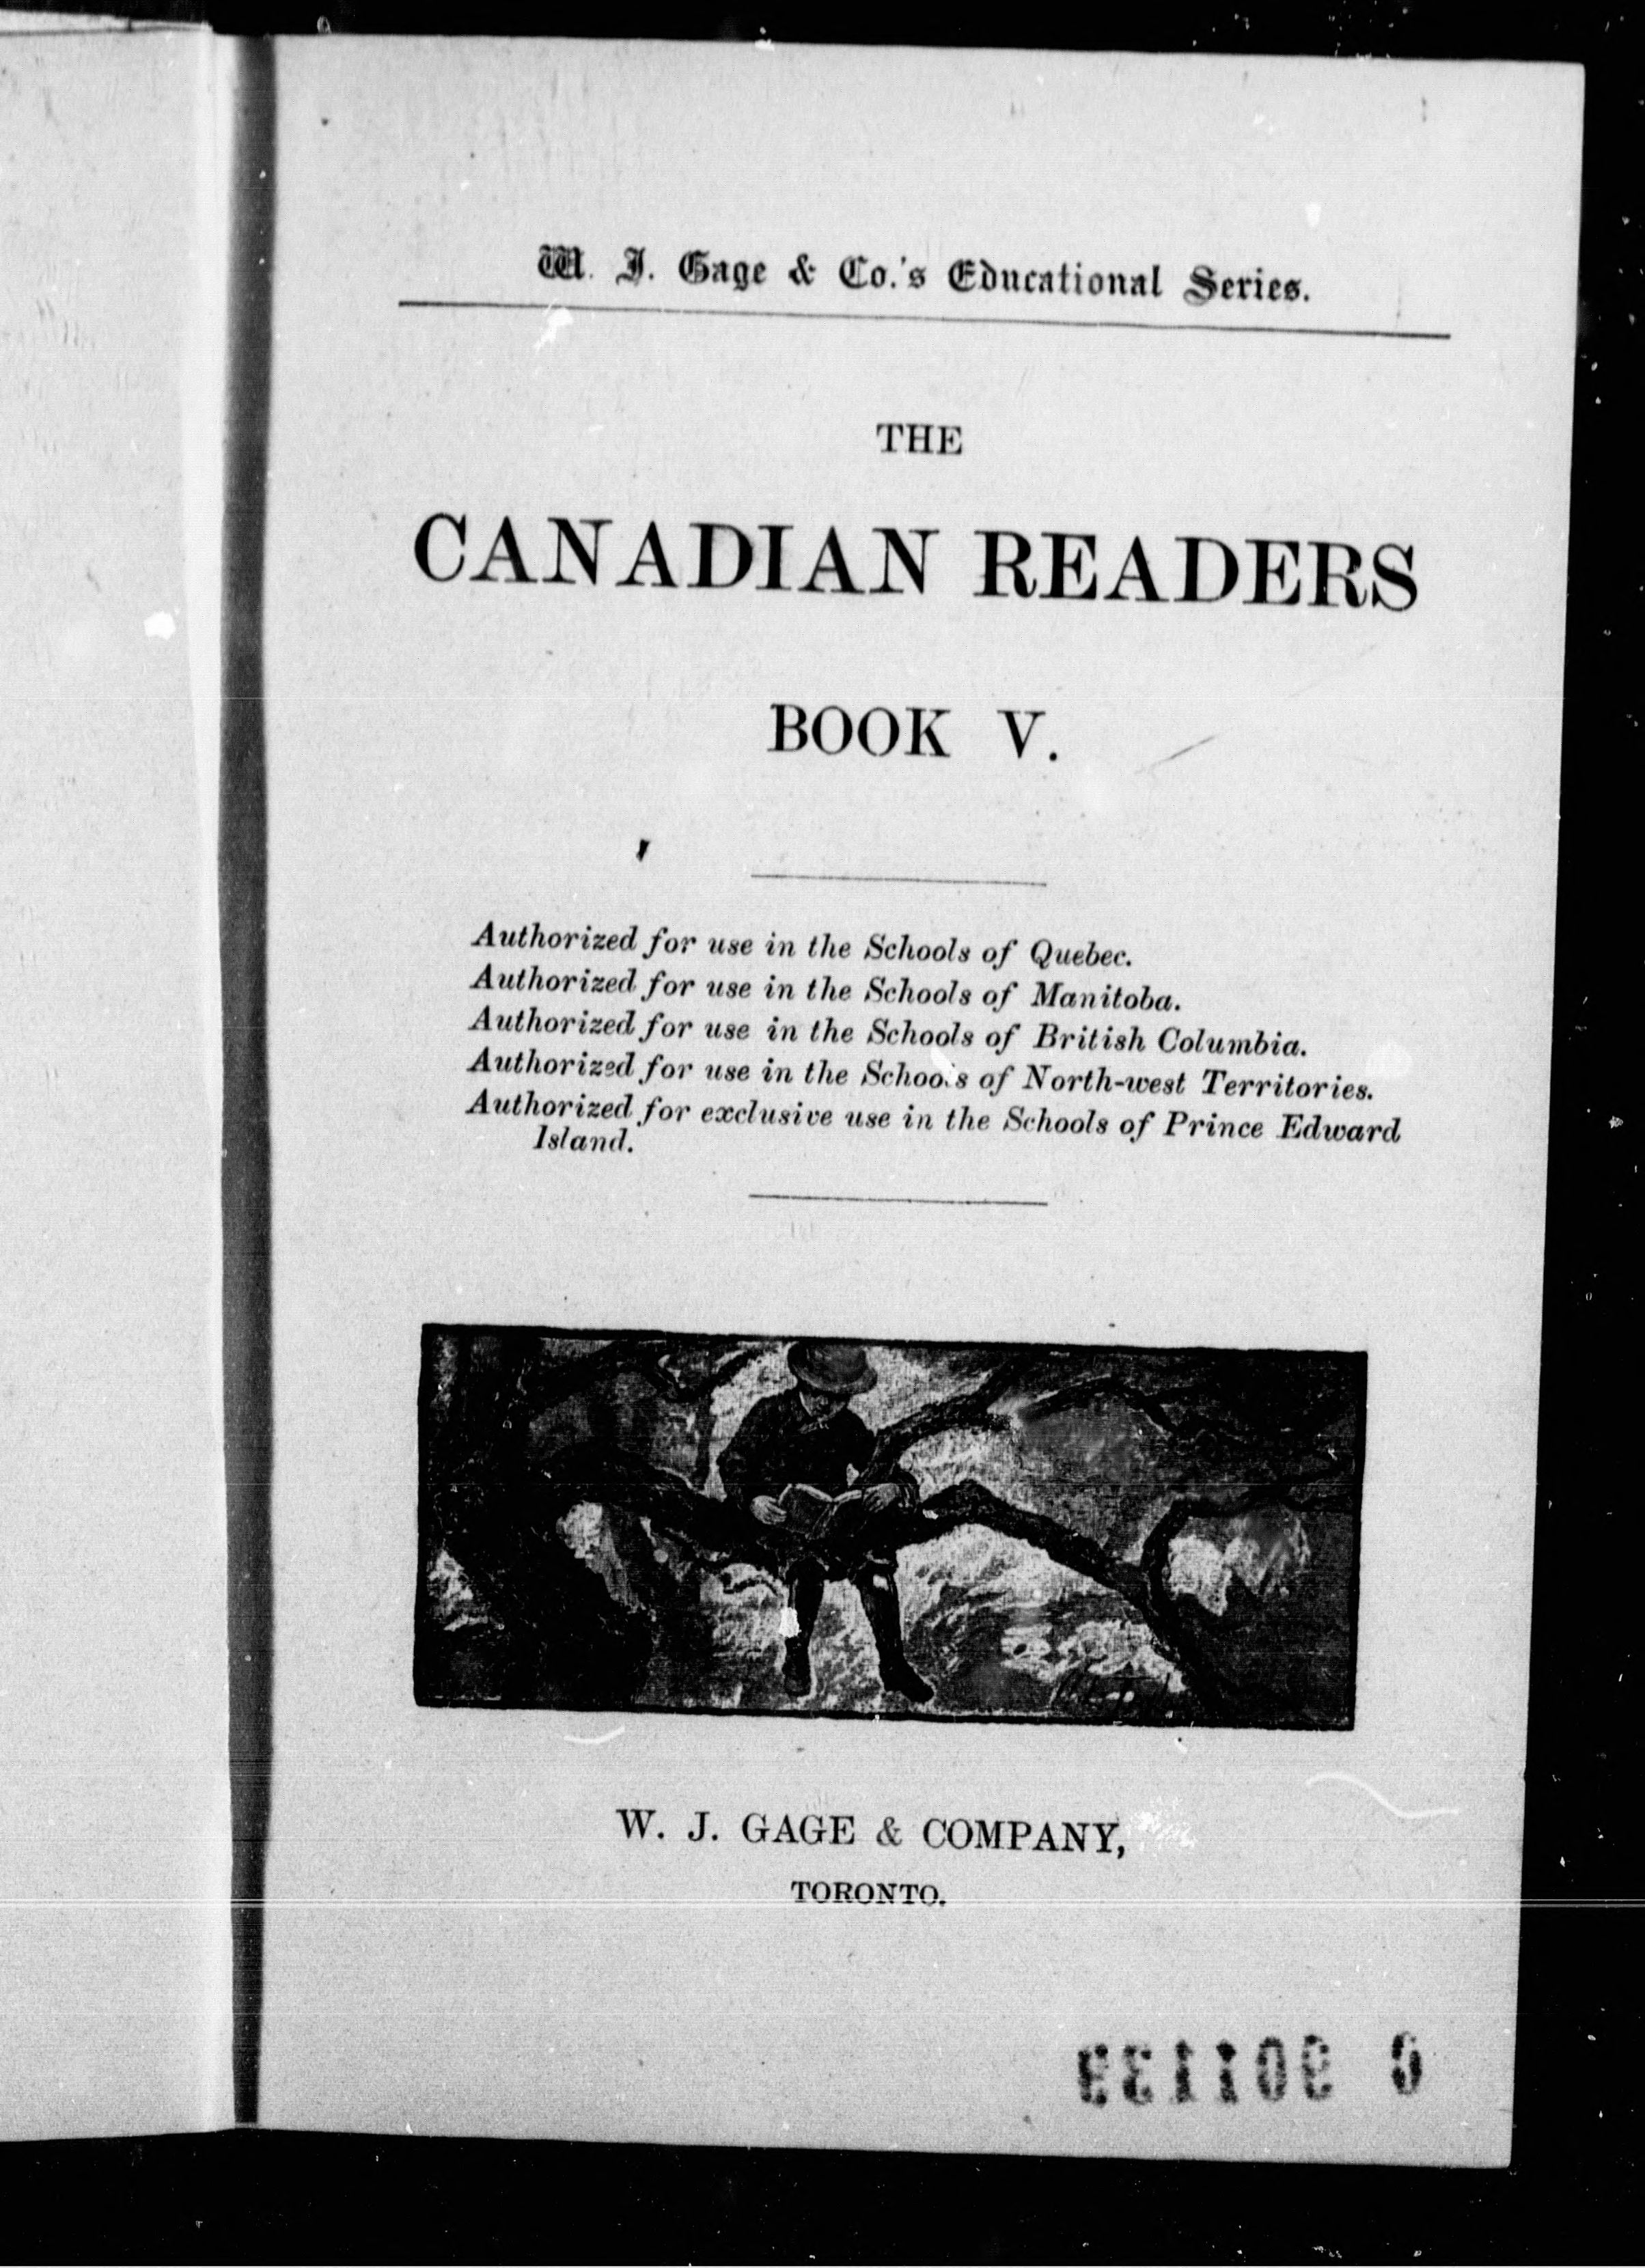 W. J. Gage & Co.'s Educational Series.
THE
CANADIAN READERS
BOOK V.
Authorized for use in the Schools of Quebec.
Authorized for use in the Schools of Manitoba.
Authorized for use in the Schools of British Columbia.
Authorized for use in the Schools of North-west Territories.
Authorized for exclusive use in the Schools of Prince Edward
Island.
W. J. GAGE & COMPANY,
TORONTO.